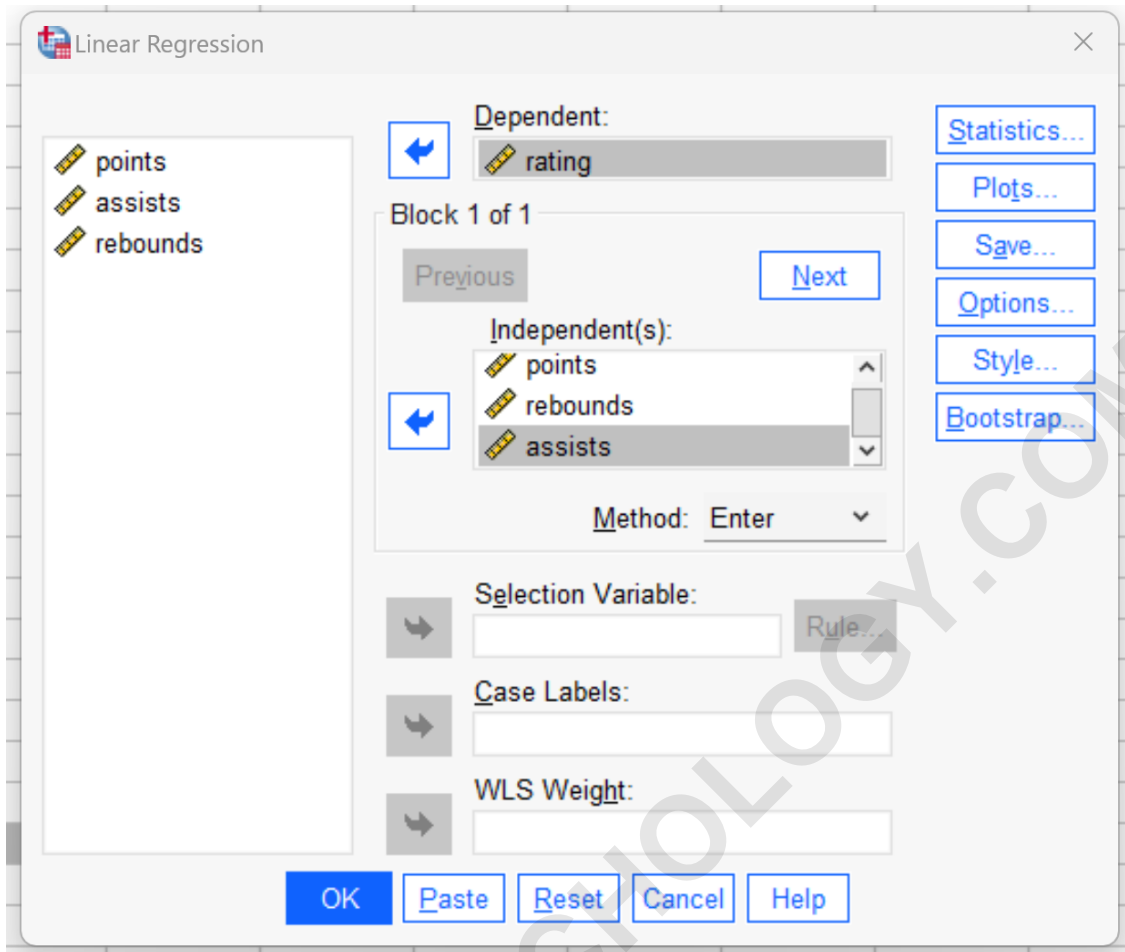 Linear Regression
points
assists
rebounds
Dependent:
rating
Block 1 of 1
Previous
Next
Independent(s):
points
rebounds
assists
Method: Enter
Selection Variable:
Rule...
Case Labels:
WLS Weight:
Statistics...
Plots...
Save...
Options...
Style...
Bootstrap...
OK
Paste
Reset
Cancel
Help